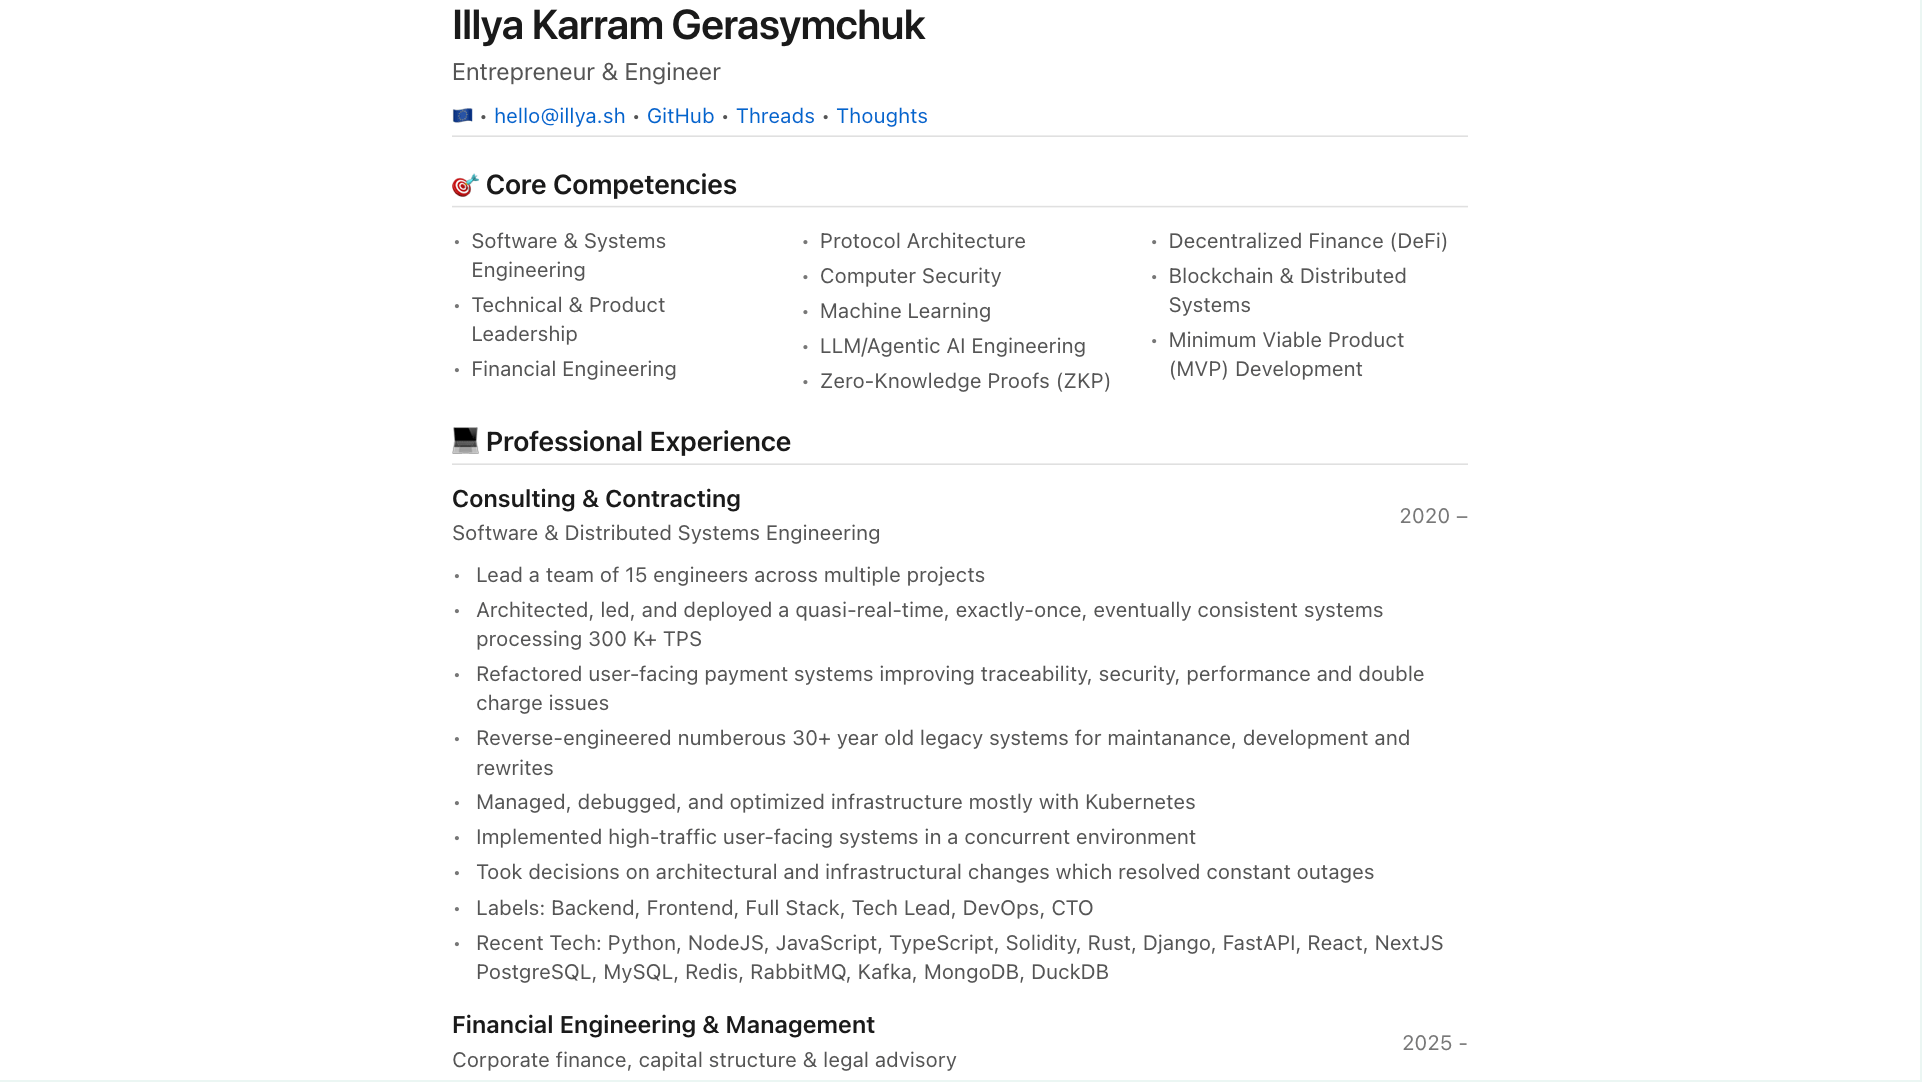 Illya Karram Gerasymchuk
Entrepreneur & Engineer
🇪🇺 • hello@illya.sh • GitHub • Threads • Thoughts
🎯 Core Competencies
• Software & Systems
Engineering
• Technical & Product
Leadership
• Financial Engineering
• Protocol Architecture
• Computer Security
• Machine Learning
• LLM/Agentic AI Engineering
• Zero-Knowledge Proofs (ZKP)
• Decentralized Finance (DeFi)
• Blockchain & Distributed
Systems
• Minimum Viable Product
(MVP) Development
💻 Professional Experience
Consulting & Contracting
2020 –
Software & Distributed Systems Engineering
• Lead a team of 15 engineers across multiple projects
• Architected, led, and deployed a quasi-real-time, exactly-once, eventually consistent systems
processing 300 K+ TPS
• Refactored user-facing payment systems improving traceability, security, performance and double
charge issues
• Reverse-engineered numberous 30+ year old legacy systems for maintanance, development and
rewrites
• Managed, debugged, and optimized infrastructure mostly with Kubernetes
• Implemented high-traffic user-facing systems in a concurrent environment
• Took decisions on architectural and infrastructural changes which resolved constant outages
• Labels: Backend, Frontend, Full Stack, Tech Lead, DevOps, CTO
• Recent Tech: Python, NodeJS, JavaScript, TypeScript, Solidity, Rust, Django, FastAPI, React, NextJS
PostgreSQL, MySQL, Redis, RabbitMQ, Kafka, MongoDB, DuckDB
Financial Engineering & Management
2025 -
Corporate finance, capital structure & legal advisory